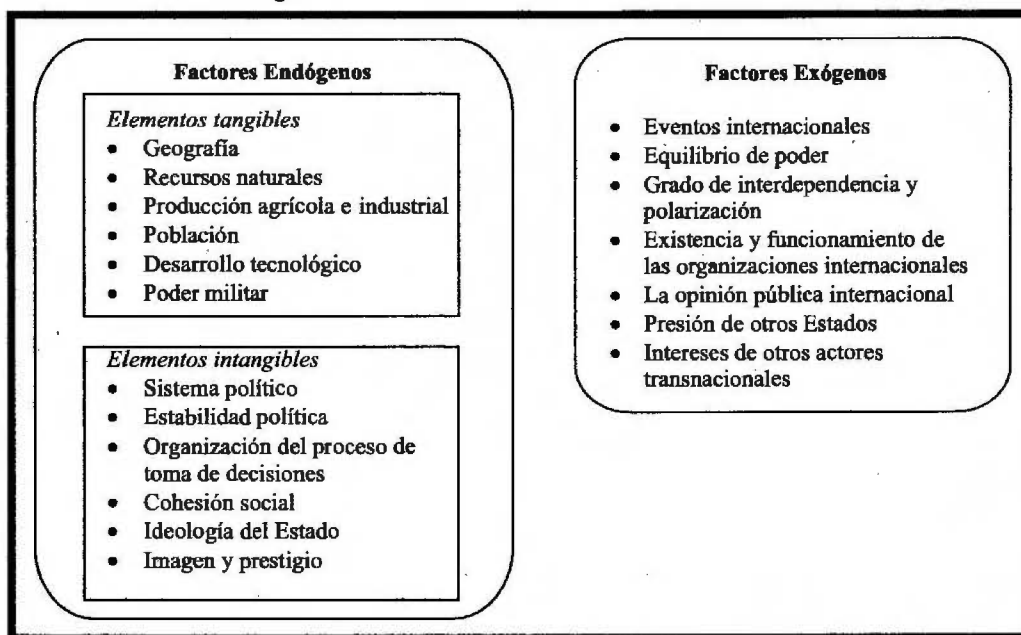 Factores Endógenos
Elementos tangibles
• Geografía
• Recursos naturales
• Producción agrícola e industrial
• Población
• Desarrollo tecnológico
• Poder militar
Elementos intangibles
• Sistema político
• Estabilidad política
• Organización del proceso de
toma de decisiones
• Cohesión social
• Ideología del Estado
• Imagen y prestigio
Factores Exógenos
• Eventos internacionales
• Equilibrio de poder
• Grado de interdependencia y
polarización
• Existencia y funcionamiento de
las organizaciones internacionales
• La opinión pública internacional
• Presión de otros Estados
• Intereses de otros actores
transnacionales